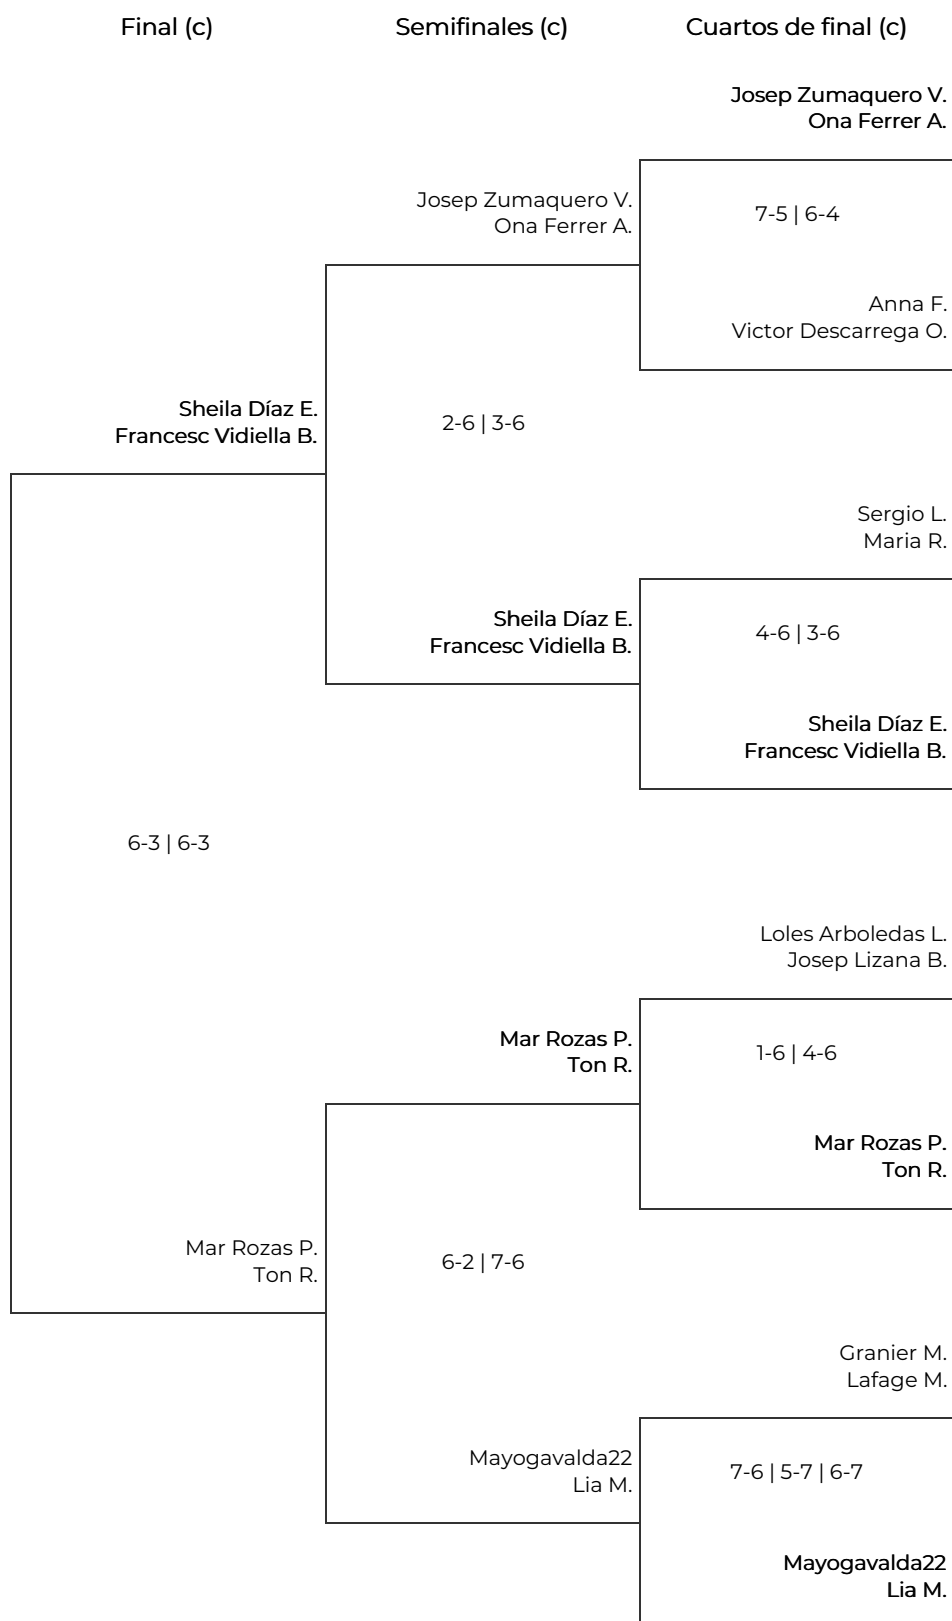 Final (c)
Semifinales (c)
Cuartos de final (c)
Josep Zumaquero V.
Ona Ferrer A.
Josep Zumaquero V.
Ona Ferrer A.
7-5 | 6-4
Anna F.
Victor Descarrega O.
Sheila Díaz E.
Francesc Vidiella B.
2-6 | 3-6
Sergio L.
Maria R.
Sheila Díaz E.
Francesc Vidiella B.
4-6 | 3-6
Sheila Díaz E.
Francesc Vidiella B.
6-3 | 6-3
Loles Arboledas L.
Josep Lizana B.
Mar Rozas P.
Ton R.
1-6 | 4-6
Mar Rozas P.
Ton R.
Mar Rozas P.
Ton R.
6-2 | 7-6
Granier M.
Lafage M.
Mayogavalda22
Lia M.
7-6 | 5-7 | 6-7
Mayogavalda22
Lia M.